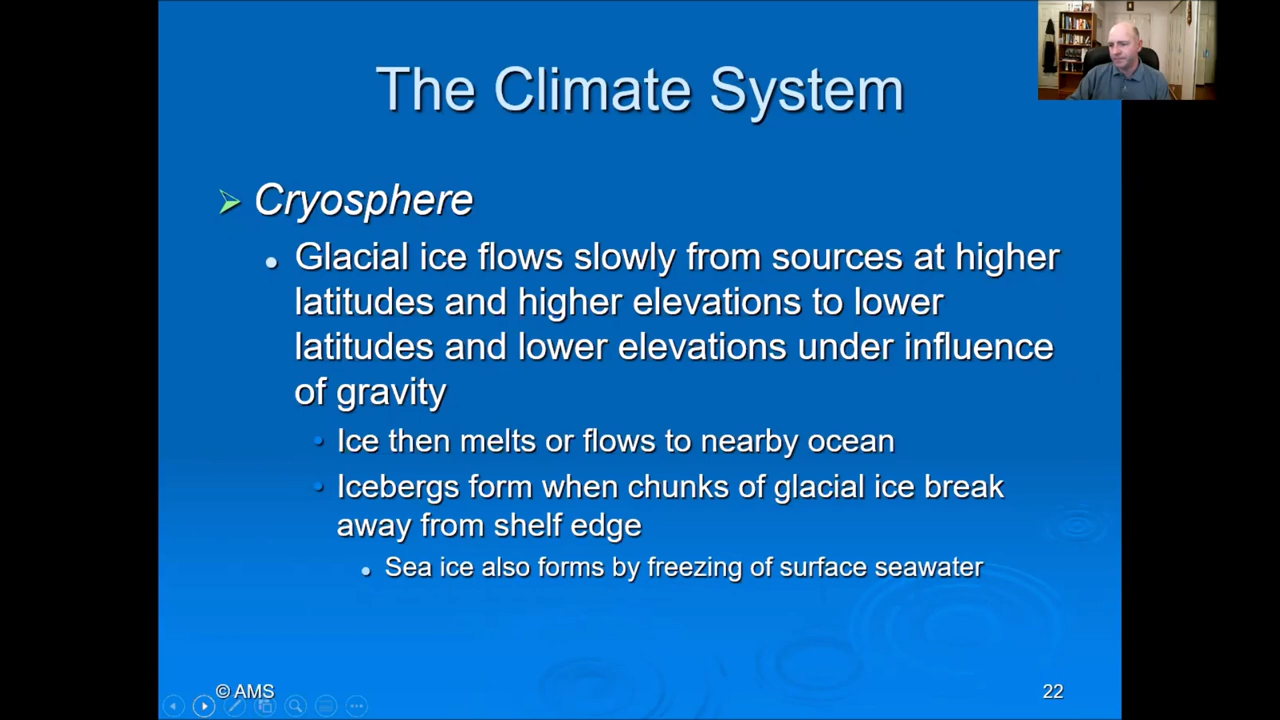 The Climate System
Cryosphere
Glacial ice flows slowly from sources at higher
latitudes and higher elevations to lower
latitudes and lower elevations under influence
of gravity
Ice then melts or flows to nearby ocean
Icebergs form when chunks of glacial ice break
away from shelf edge
Sea ice also forms by freezing of surface seawater
© AMS
22